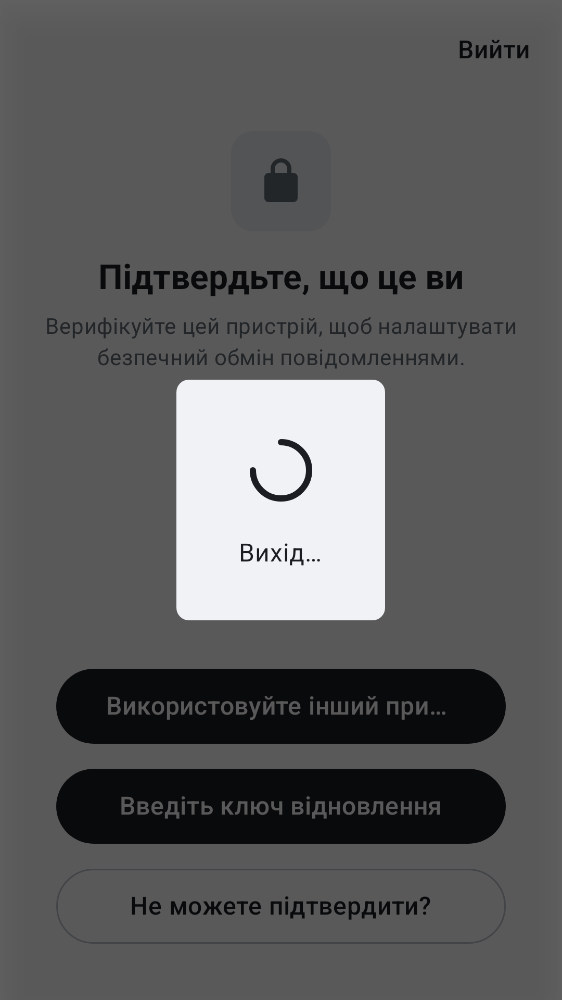 Вийти
Підтвердьте, що це ви
Верифікуйте цей пристрій, щоб налаштувати
безпечний обмін повідомленнями.
Вихід…
Використовуйте інший при…
Введіть ключ відновлення
Не можете підтвердити?